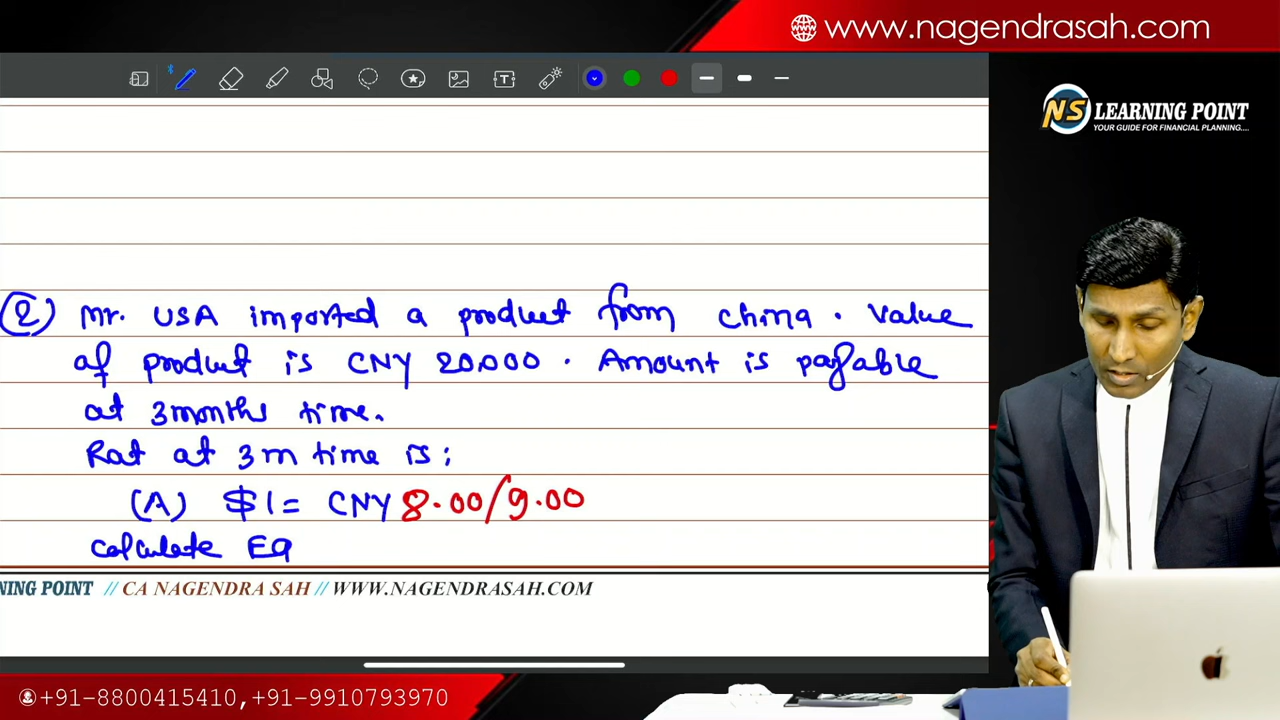 www.nagendrasah.com
NS LEARNING POINT
YOUR GUIDE FOR FINANCIAL PLANNING....
(2) Mr. USA imported a product from China. Value
of product is CNY 20,000. Amount is payable
at 3 months time.
Rat at 3m time is:
(A) $1 = CNY 8.00/9.00
Calculate Eq
NING POINT // CA NAGENDRA SAH // WWW.NAGENDRASAH.COM
+91-8800415410,+91-9910793970